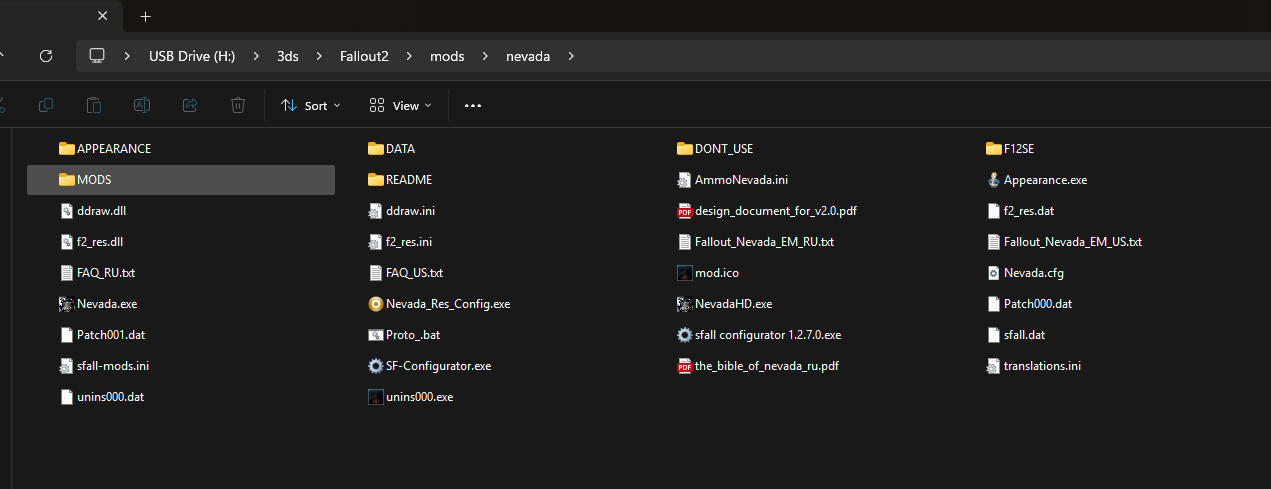 USB Drive (H:) > 3ds > Fallout2 > mods > nevada >
Sort View
APPEARANCE DATA DONT_USE F12SE
MODS README AmmoNevada.ini Appearance.exe
ddraw.dll ddraw.ini design_document_for_v2.0.pdf f2_res.dat
f2_res.dll f2_res.ini Fallout_Nevada_EM_RU.txt Fallout_Nevada_EM_US.txt
FAQ_RU.txt FAQ_US.txt mod.ico Nevada.cfg
Nevada.exe Nevada_Res_Config.exe NevadaHD.exe Patch000.dat
Patch001.dat Proto_.bat sfall configurator 1.2.7.0.exe sfall.dat
sfall-mods.ini SF-Configurator.exe the_bible_of_nevada_ru.pdf translations.ini
unins000.dat unins000.exe